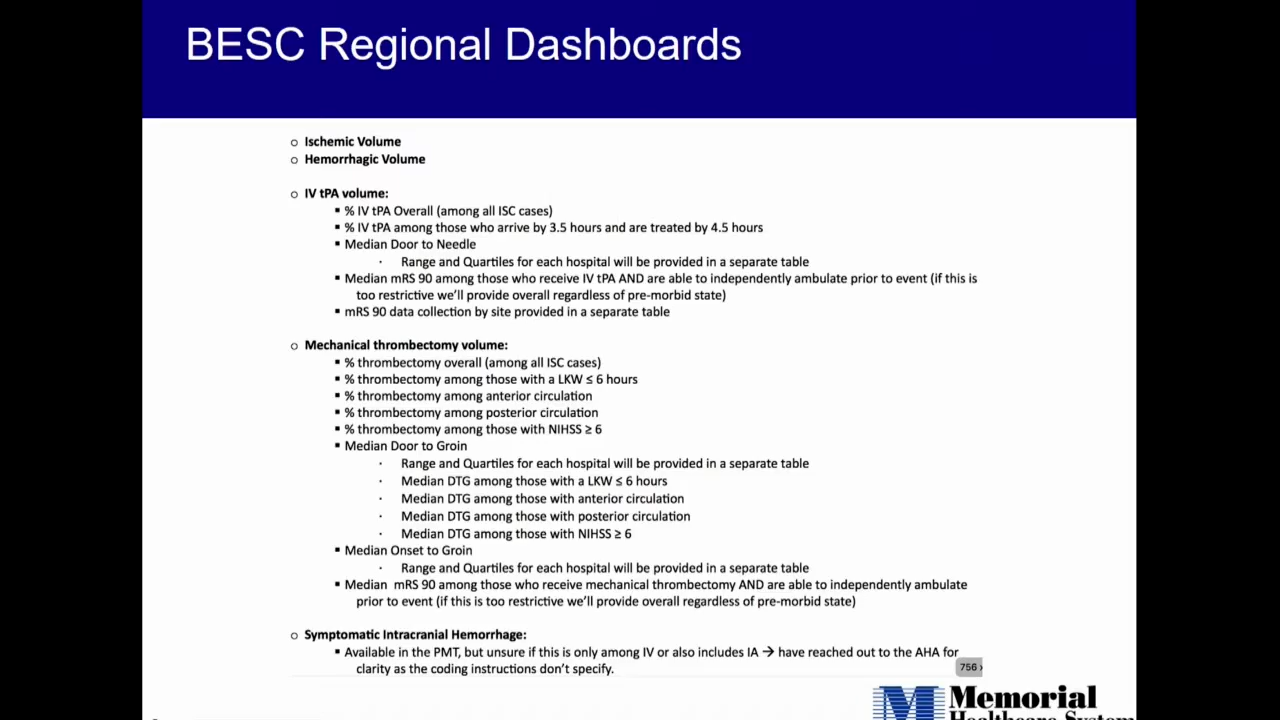 BESC Regional Dashboards
o Ischemic Volume
o Hemorrhagic Volume
o IV tPA volume:
▪ % IV tPA Overall (among all ISC cases)
▪ % IV tPA among those who arrive by 3.5 hours and are treated by 4.5 hours
▪ Median Door to Needle
· Range and Quartiles for each hospital will be provided in a separate table
▪ Median mRS 90 among those who receive IV tPA AND are able to independently ambulate prior to event (if this is
too restrictive we'll provide overall regardless of pre-morbid state)
▪ mRS 90 data collection by site provided in a separate table
o Mechanical thrombectomy volume:
▪ % thrombectomy overall (among all ISC cases)
▪ % thrombectomy among those with a LKW ≤ 6 hours
▪ % thrombectomy among anterior circulation
▪ % thrombectomy among posterior circulation
▪ % thrombectomy among those with NIHSS ≥ 6
▪ Median Door to Groin
· Range and Quartiles for each hospital will be provided in a separate table
· Median DTG among those with a LKW ≤ 6 hours
· Median DTG among those with anterior circulation
· Median DTG among those with posterior circulation
· Median DTG among those with NIHSS ≥ 6
▪ Median Onset to Groin
· Range and Quartiles for each hospital will be provided in a separate table
▪ Median mRS 90 among those who receive mechanical thrombectomy AND are able to independently ambulate
prior to event (if this is too restrictive we'll provide overall regardless of pre-morbid state)
o Symptomatic Intracranial Hemorrhage:
▪ Available in the PMT, but unsure if this is only among IV or also includes IA → have reached out to the AHA for
clarity as the coding instructions don't specify.
756 ›
Memorial
Healthcare System